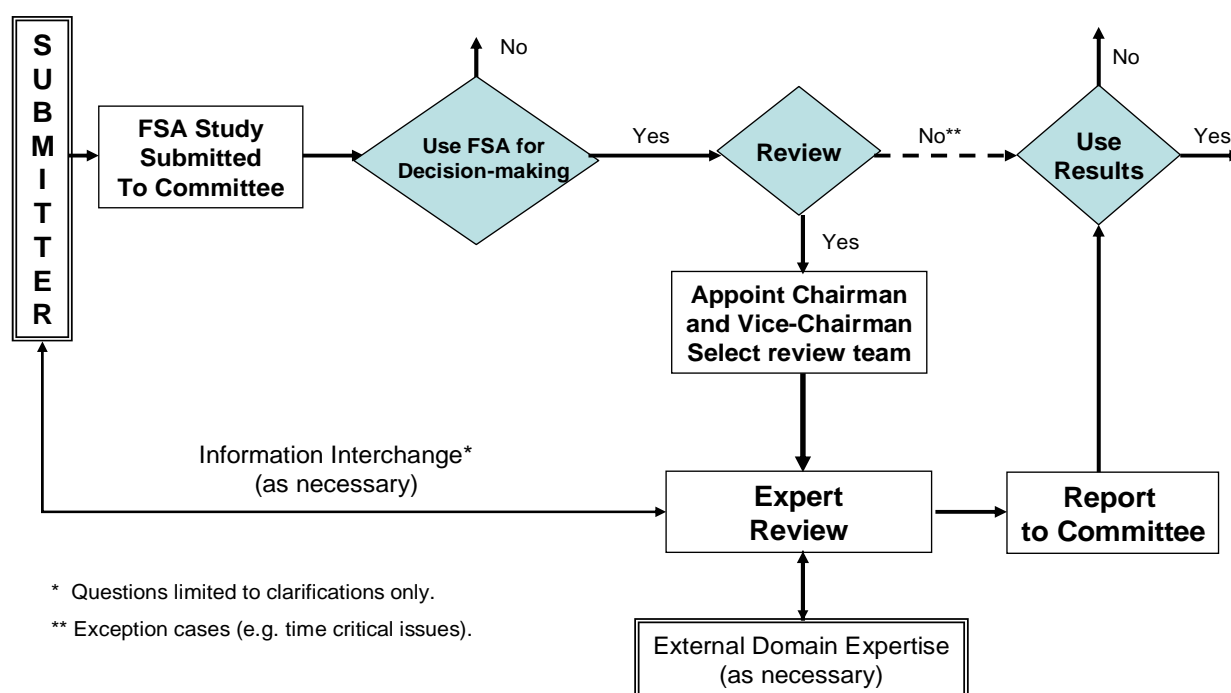 SUBMITTER
FSA Study
Submitted
To Committee
No
Use FSA for
Decision-making
Yes
Review
No**
No
Use
Results
Yes
Yes
Appoint Chairman
and Vice-Chairman
Select review team
Information Interchange*
(as necessary)
Expert
Review
Report
to Committee
* Questions limited to clarifications only.
** Exception cases (e.g. time critical issues).
External Domain Expertise
(as necessary)